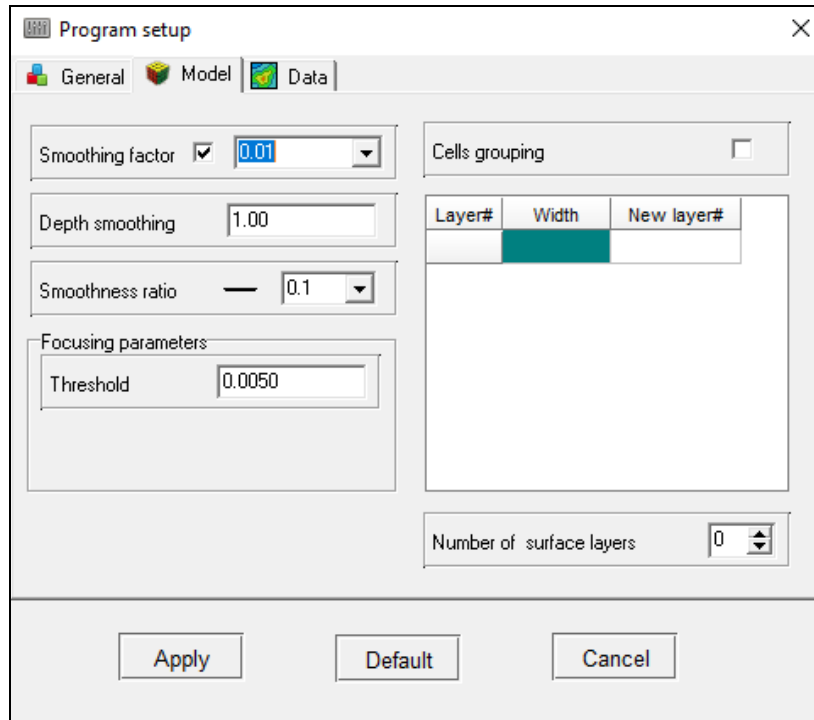 Program setup
General Model Data
Smoothing factor 0.01
Depth smoothing 1.00
Smoothness ratio 0.1
Focusing parameters
Threshold 0.0050
Cells grouping
Layer# Width New layer#
Number of surface layers 0
Apply Default Cancel